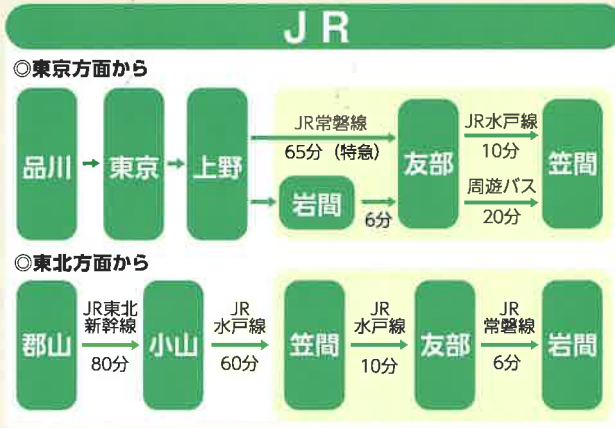 JR
◎東京方面から
品川
東京
上野
JR常磐線
65分（特急）
岩間
6分
友部
JR水戸線
10分
周遊バス
20分
笠間
◎東北方面から
郡山
JR東北
新幹線
80分
小山
JR
水戸線
60分
笠間
JR
水戸線
10分
友部
JR
常磐線
6分
岩間